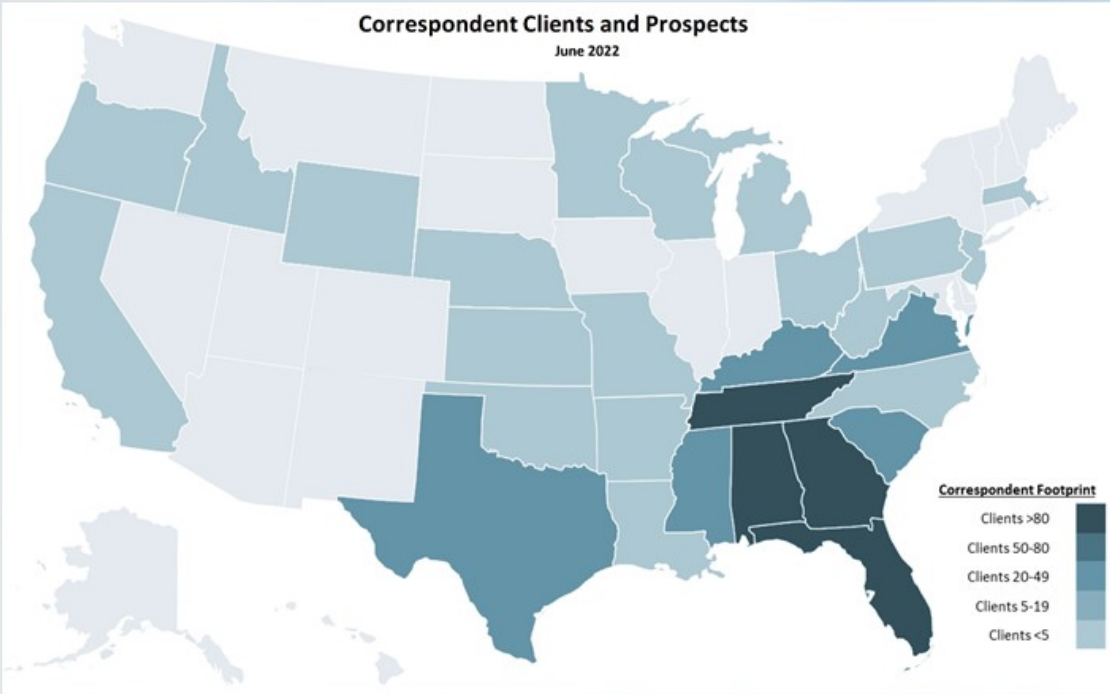 Correspondent Clients and Prospects
June 2022
Correspondent Footprint
Clients >80
Clients 50-80
Clients 20-49
Clients 5-19
Clients <5